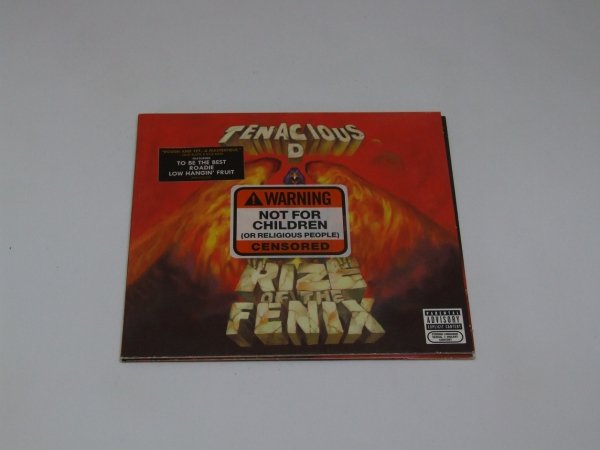 TENACIOUS
D
TO BE THE BEST
ROADIE
LOW HANGIN' FRUIT
WARNING
NOT FOR
CHILDREN
(OR RELIGIOUS PEOPLE)
CENSORED
RIZE
OF THE
FENIX
PARENTAL
ADVISORY
EXPLICIT CONTENT